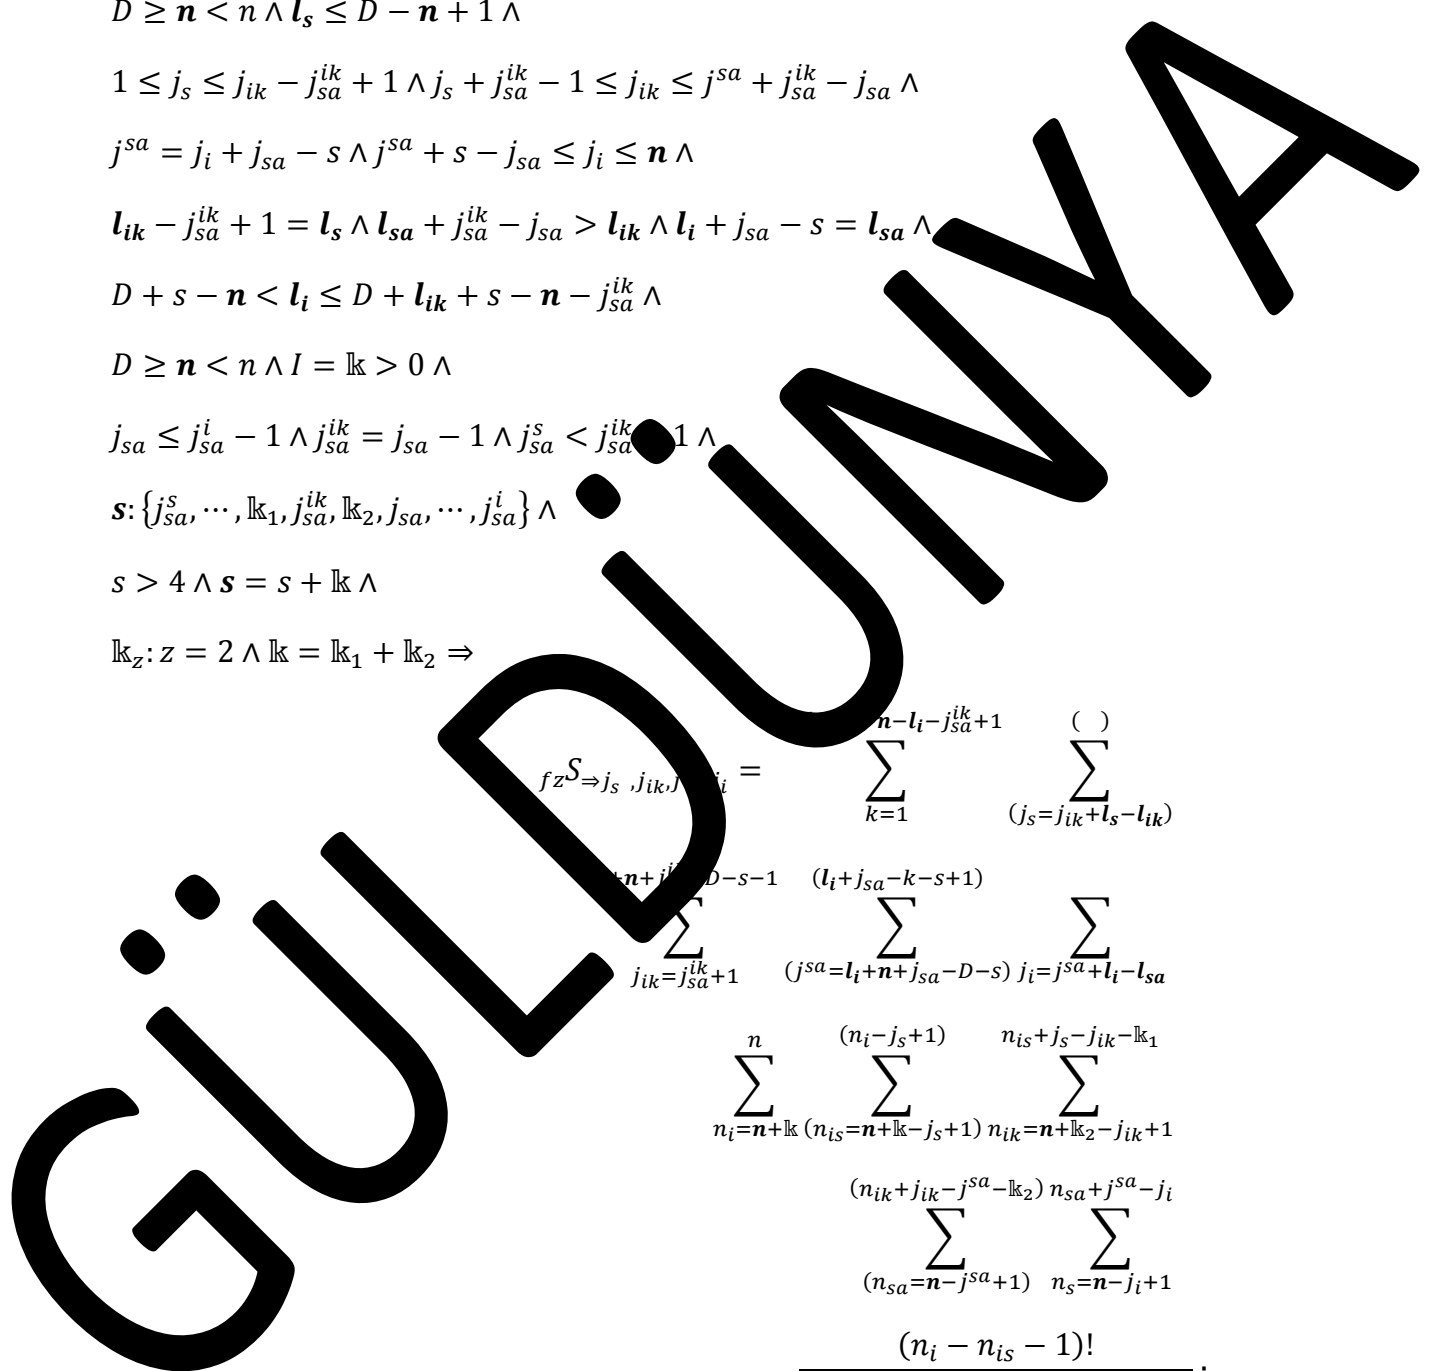 D ≥ n < n ∧ l_s ≤ D − n + 1 ∧
1 ≤ j_s ≤ j_{ik} − j_{sa}^{ik} + 1 ∧ j_s + j_{sa}^{ik} − 1 ≤ j_{ik} ≤ j^{sa} + j_{sa}^{ik} − j_{sa} ∧
j^{sa} = j_i + j_{sa} − s ∧ j^{sa} + s − j_{sa} ≤ j_i ≤ n ∧
l_{ik} − j_{sa}^{ik} + 1 = l_s ∧ l_{sa} + j_{sa}^{ik} − j_{sa} > l_{ik} ∧ l_i + j_{sa} − s = l_{sa} ∧
D + s − n < l_i ≤ D + l_{ik} + s − n − j_{sa}^{ik} ∧
D ≥ n < n ∧ I = 𝕜 > 0 ∧
j_{sa} ≤ j_{sa}^{i} − 1 ∧ j_{sa}^{ik} = j_{sa} − 1 ∧ j_{sa}^{s} < j_{sa}^{ik} 1 ∧
s: {j_{sa}^{s}, ⋯ , 𝕜_1, j_{sa}^{ik}, 𝕜_2, j_{sa}, ⋯ , j_{sa}^{i}} ∧
s > 4 ∧ s = s + 𝕜 ∧
𝕜_z: z = 2 ∧ 𝕜 = 𝕜_1 + 𝕜_2 ⇒
n−l_i−j_{sa}^{ik}+1 ( )
_{fz}S_{⇒j_s ,j_{ik},j i} = ∑ ∑
k=1 (j_s=j_{ik}+l_s−l_{ik})
+n+j D−s−1 (l_i+j_{sa}−k−s+1)
∑ ∑ ∑
j_{ik}=j_{sa}^{ik}+1 (j^{sa}=l_i+n+j_{sa}−D−s) j_i=j^{sa}+l_i−l_{sa}
n (n_i−j_s+1) n_{is}+j_s−j_{ik}−𝕜_1
∑ ∑ ∑
n_i=n+𝕜 (n_{is}=n+𝕜−j_s+1) n_{ik}=n+𝕜_2−j_{ik}+1
(n_{ik}+j_{ik}−j^{sa}−𝕜_2) n_{sa}+j^{sa}−j_i
∑ ∑
(n_{sa}=n−j^{sa}+1) n_s=n−j_i+1
(n_i − n_{is} − 1)! .
GÜLDÜNYA